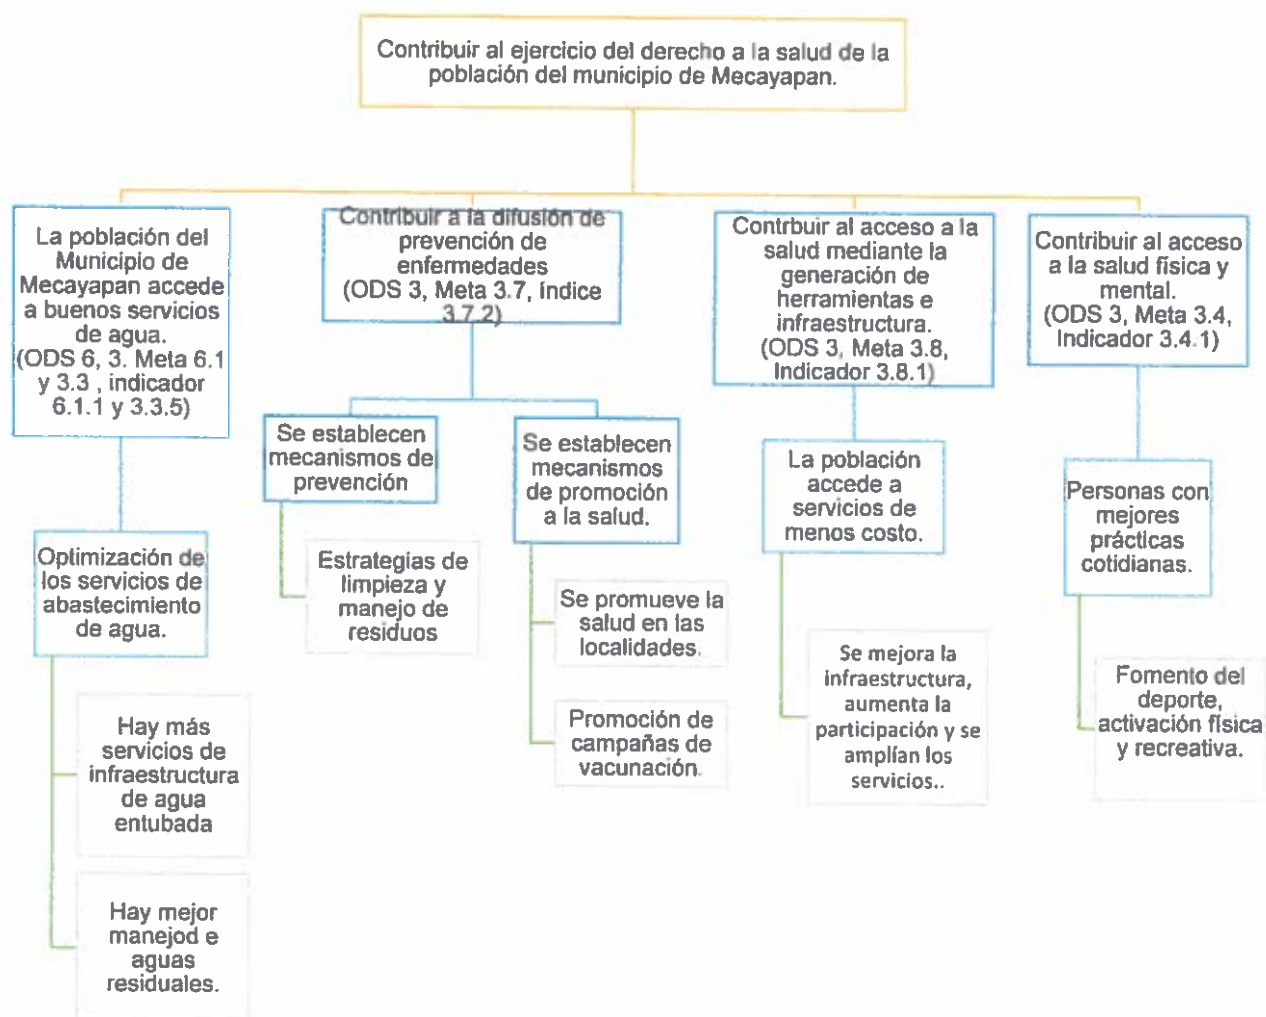 Contribuir al ejercicio del derecho a la salud de la
población del municipio de Mecayapan.
La población del
Municipio de
Mecayapan accede
a buenos servicios
de agua.
(ODS 6, 3. Meta 6.1
y 3.3 , indicador
6.1.1 y 3.3.5)
Optimización de
los servicios de
abastecimiento
de agua.
Hay más
servicios de
infraestructura
de agua
entubada
Hay mejor
manejod e
aguas
residuales.
Contribuir a la difusión de
prevención de
enfermedades
(ODS 3, Meta 3.7, índice
3.7.2)
Se establecen
mecanismos de
prevención
Estrategias de
limpieza y
manejo de
residuos
Se establecen
mecanismos
de promoción
a la salud.
Se promueve la
salud en las
localidades.
Promoción de
campañas de
vacunación.
Contrbuir al acceso a la
salud mediante la
generación de
herramientas e
infraestructura.
(ODS 3, Meta 3.8,
Indicador 3.8.1)
La población
accede a
servicios de
menos costo.
Se mejora la
infraestructura,
aumenta la
participación y se
amplían los
servicios..
Contribuir al acceso
a la salud física y
mental.
(ODS 3, Meta 3.4,
Indicador 3.4.1)
Personas con
mejores
prácticas
cotidianas.
Fomento del
deporte,
activación física
y recreativa.